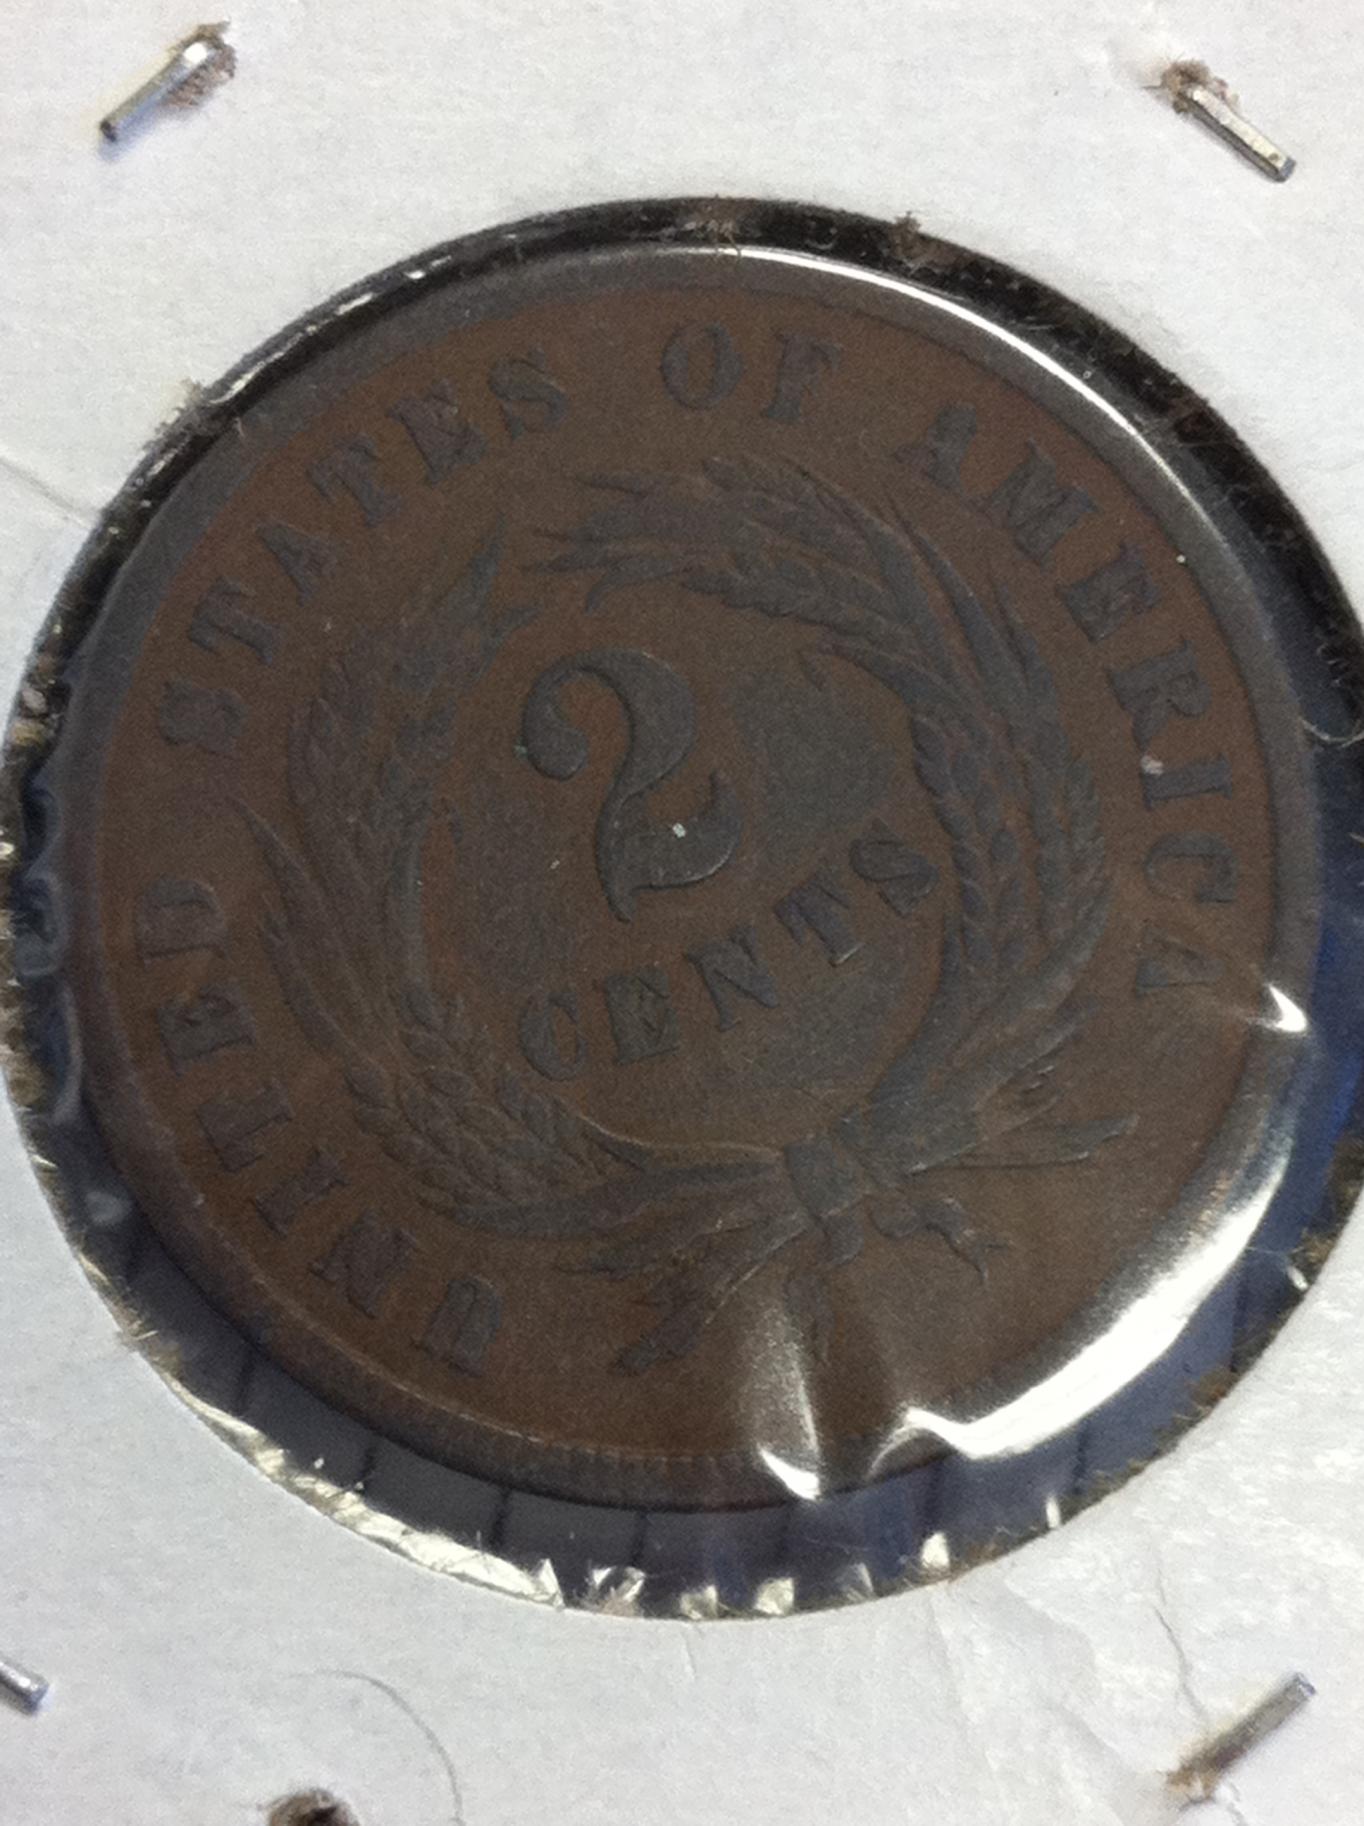 UNITED STATES OF AMERICA
2
CENTS